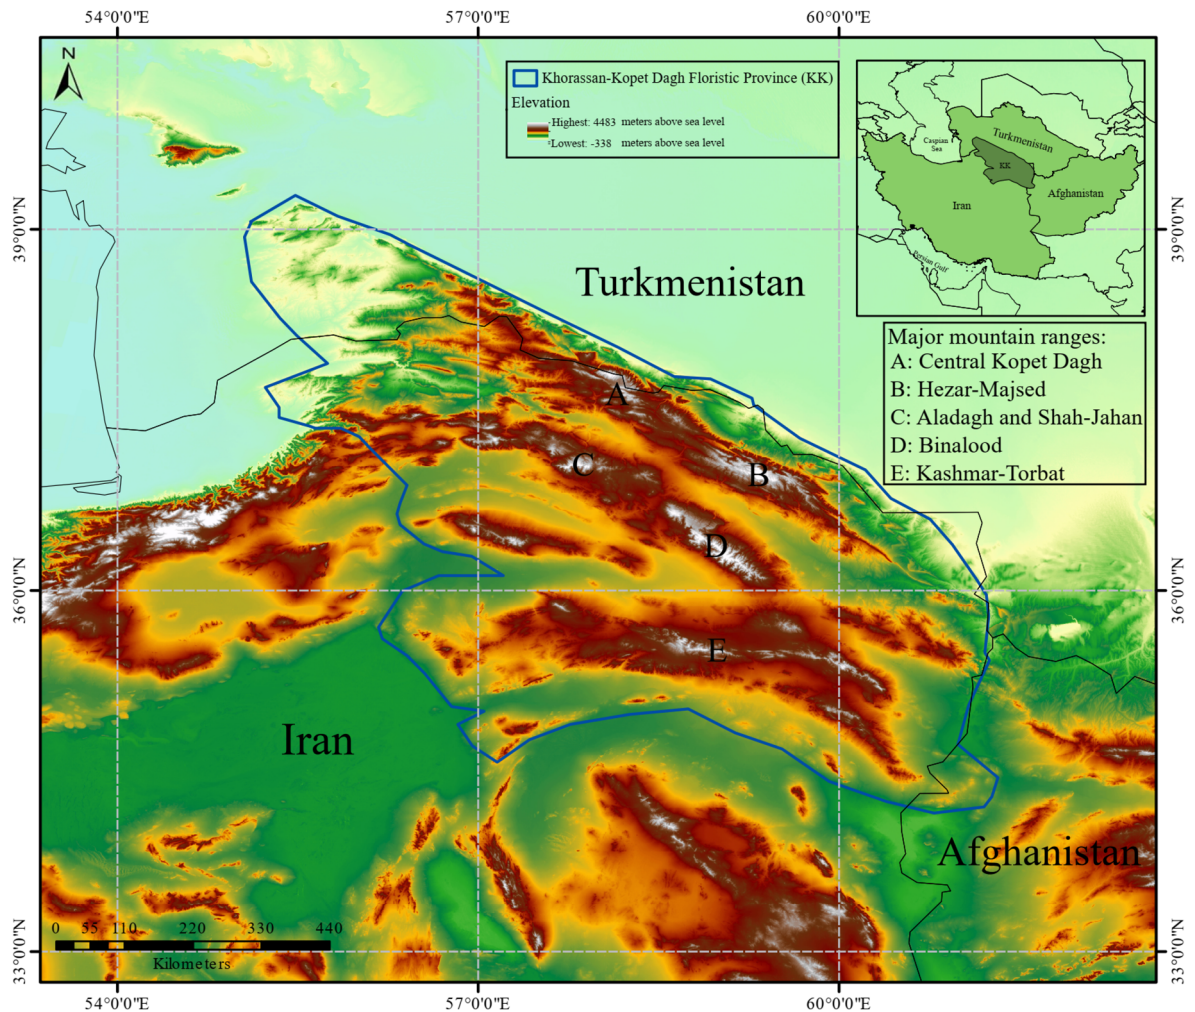 54°0'0"E
57°0'0"E
60°0'0"E
N
Khorassan-Kopet Dagh Floristic Province (KK)
Elevation
Highest: 4483 meters above sea level
Lowest: -338 meters above sea level
Turkmenistan
Caspian
Sea
KK
Afghanistan
Iran
Persian Gulf
39°0'0"N
39°0'0"N
Turkmenistan
Major mountain ranges:
A: Central Kopet Dagh
B: Hezar-Majsed
C: Aladagh and Shah-Jahan
D: Binalood
E: Kashmar-Torbat
A
C
B
D
36°0'0"N
36°0'0"N
E
Iran
Afghanistan
0 55 110 220 330 440
Kilometers
33°0'0"N
33°0'0"N
54°0'0"E
57°0'0"E
60°0'0"E